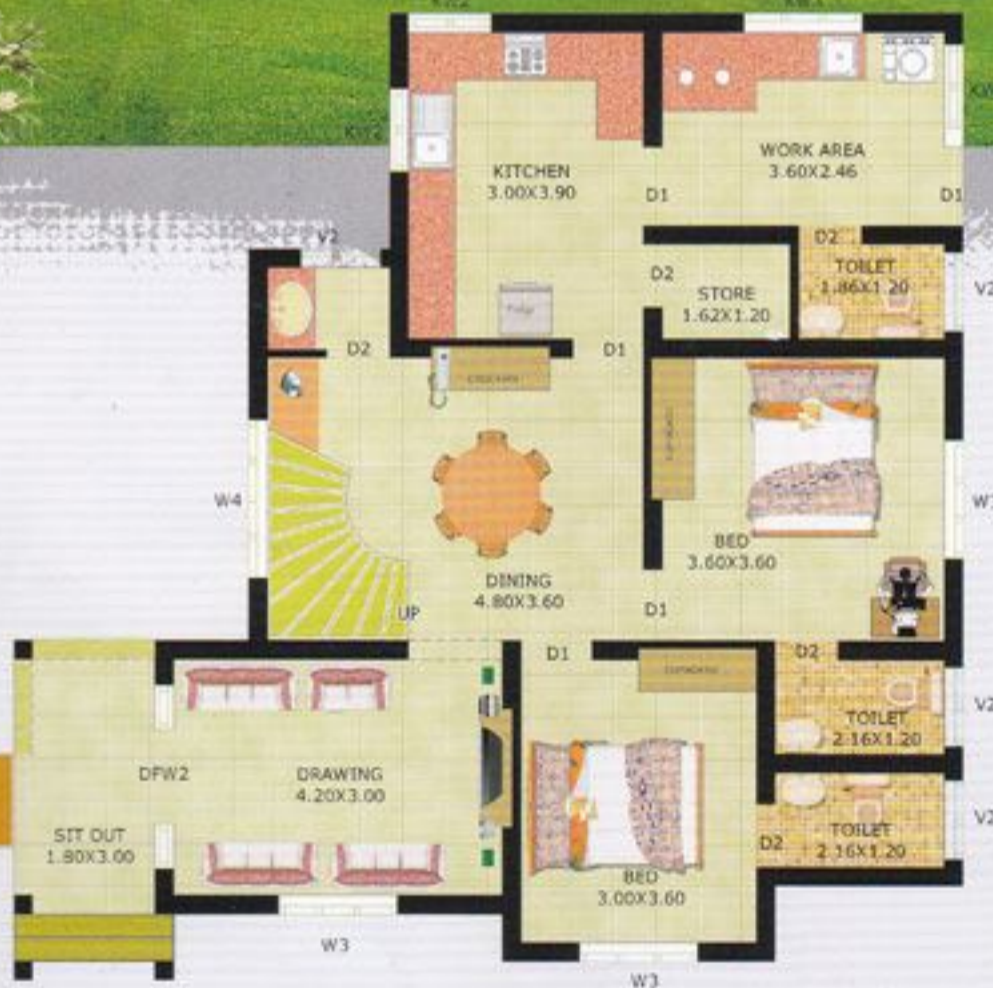 KW2
KITCHEN
3.00X3.90
WORK AREA
3.60X2.46
D1
D1
V2
D2
D2
STORE
1.62X1.20
TOILET
1.86X1.20
V2
D2
D1
W4
BED
3.60X3.60
DINING
4.80X3.60
UP
D1
D1
D2
TOILET
2.16X1.20
V2
DFW2
DRAWING
4.20X3.00
SIT OUT
1.80X3.00
TOILET
2.16X1.20
V2
D2
BED
3.00X3.60
W3
W3